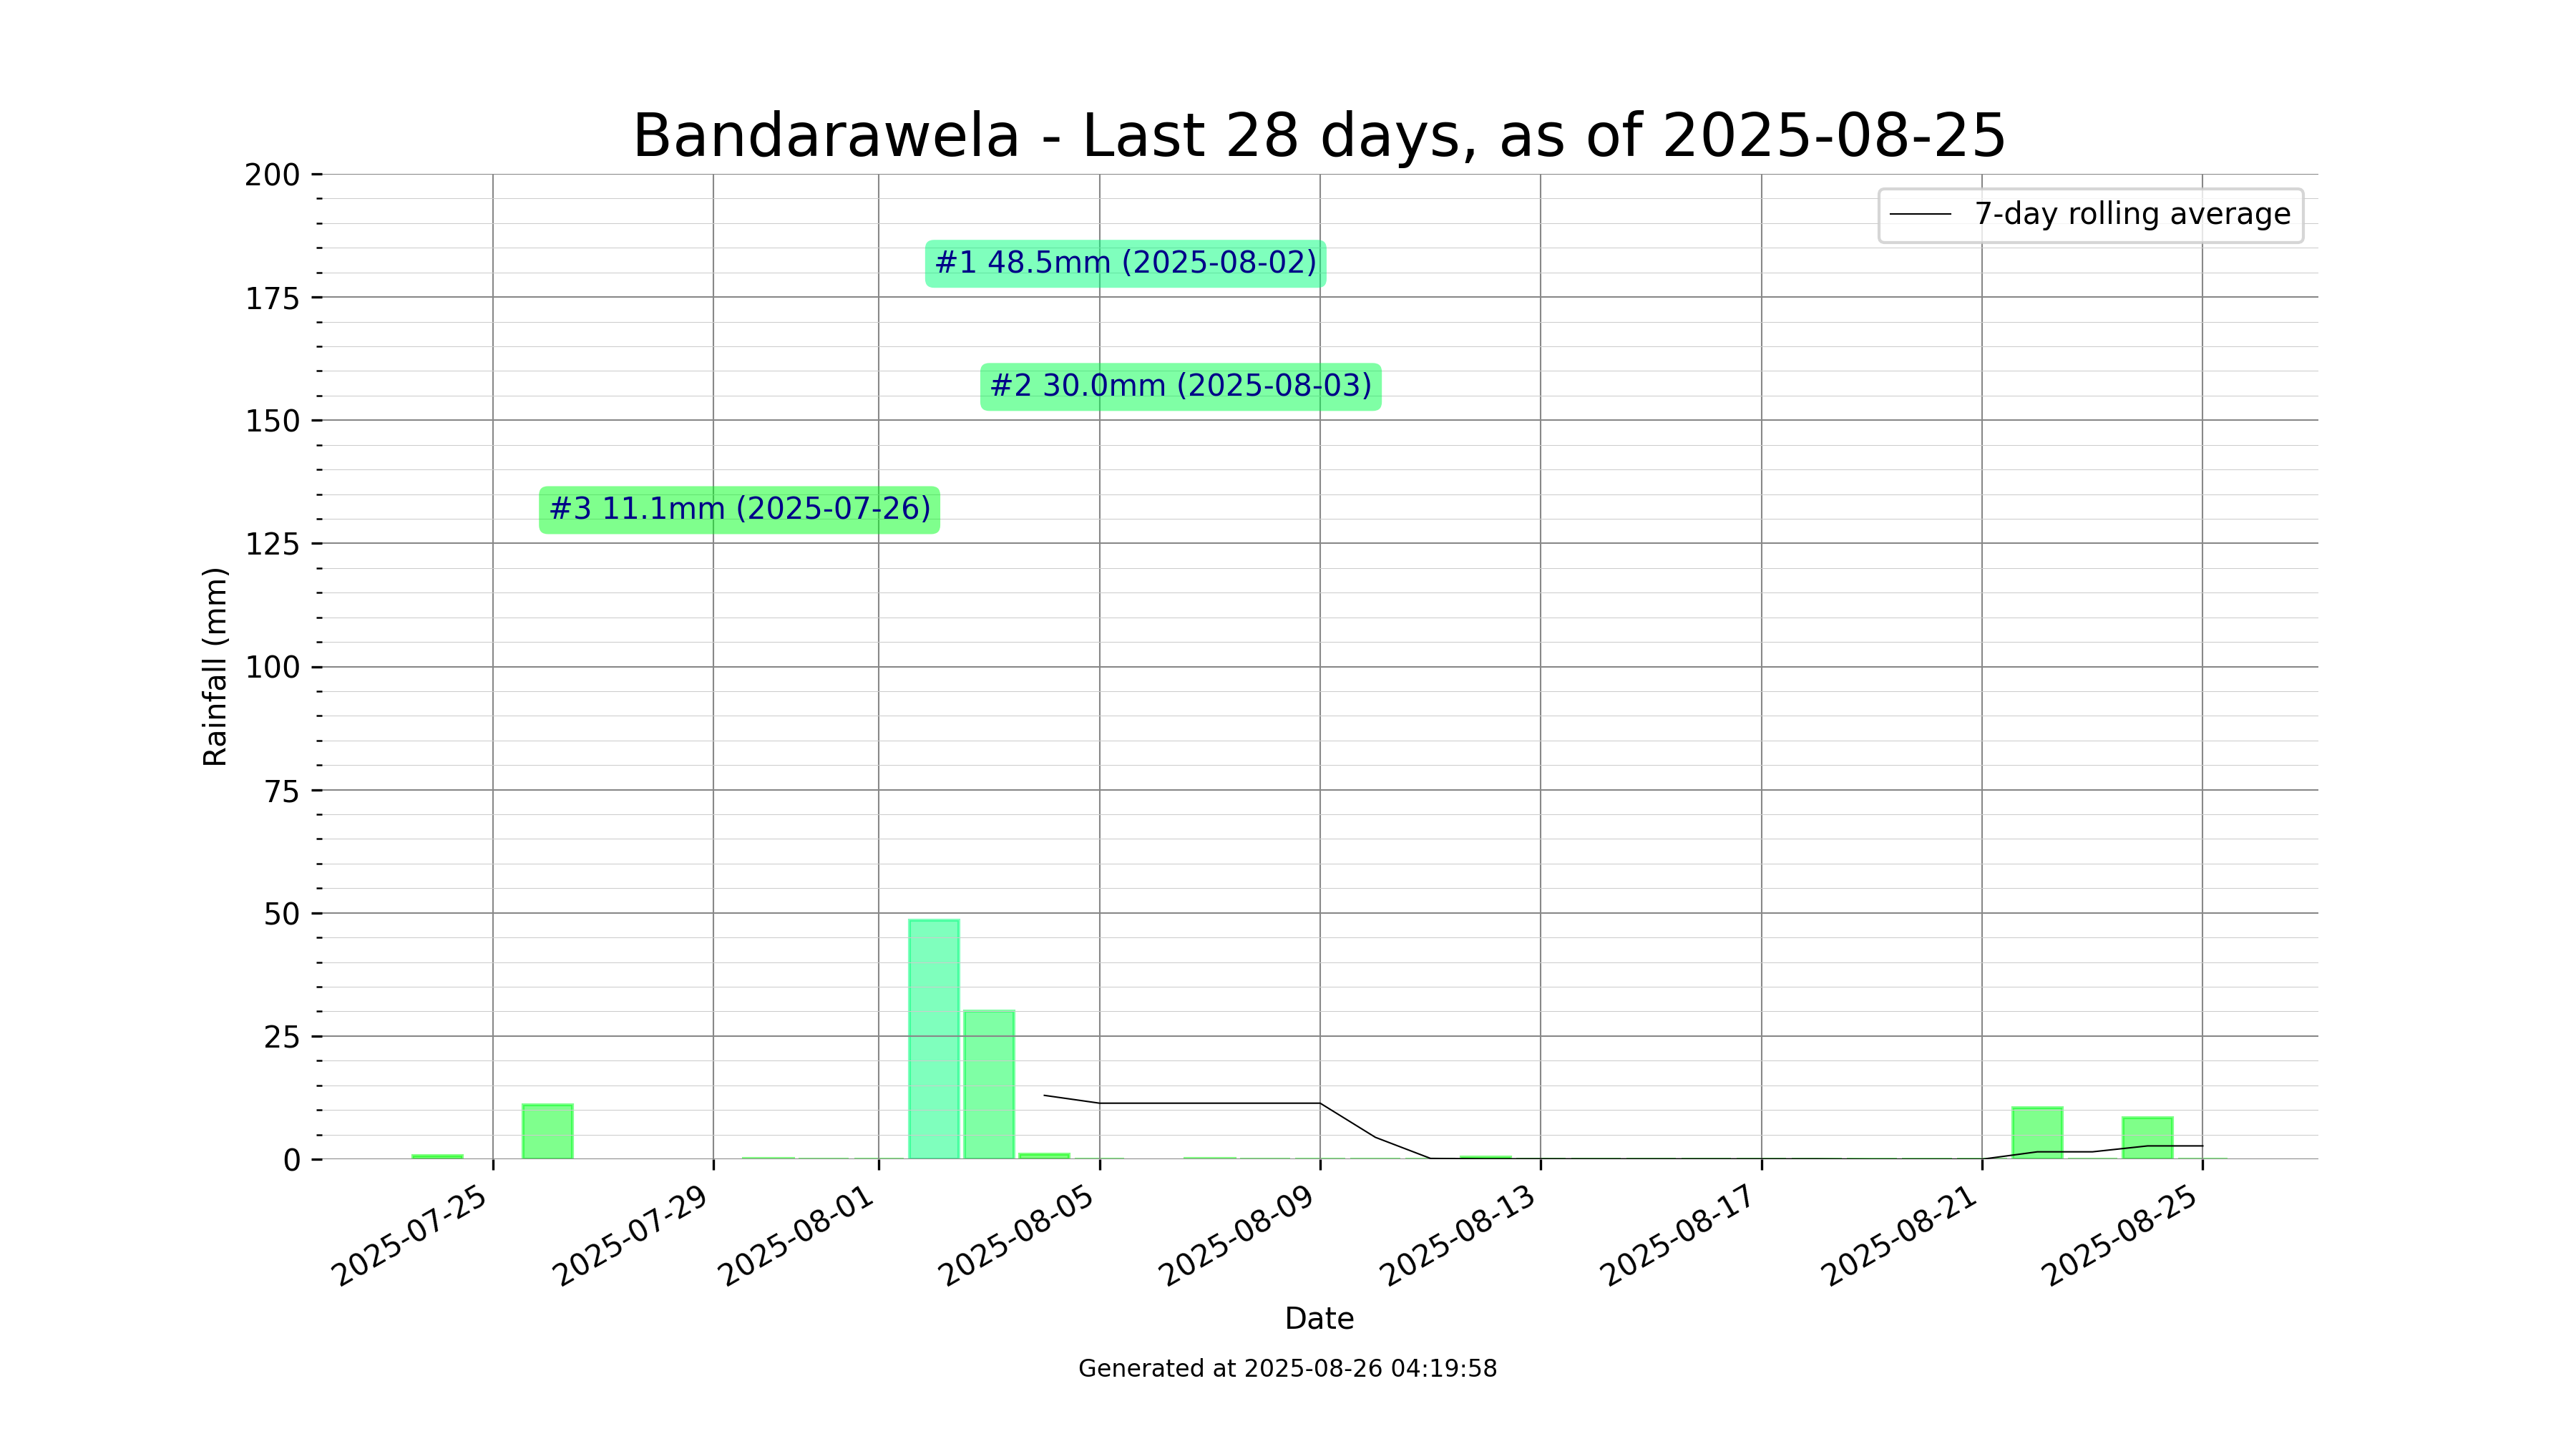 Bandarawela - Last 28 days, as of 2025-08-25
200
175
150
125
100
75
50
25
0
Rainfall (mm)
7-day rolling average
#1 48.5mm (2025-08-02)
#2 30.0mm (2025-08-03)
#3 11.1mm (2025-07-26)
2025-07-25
2025-07-29
2025-08-01
2025-08-05
2025-08-09
2025-08-13
2025-08-17
2025-08-21
2025-08-25
Date
Generated at 2025-08-26 04:19:58